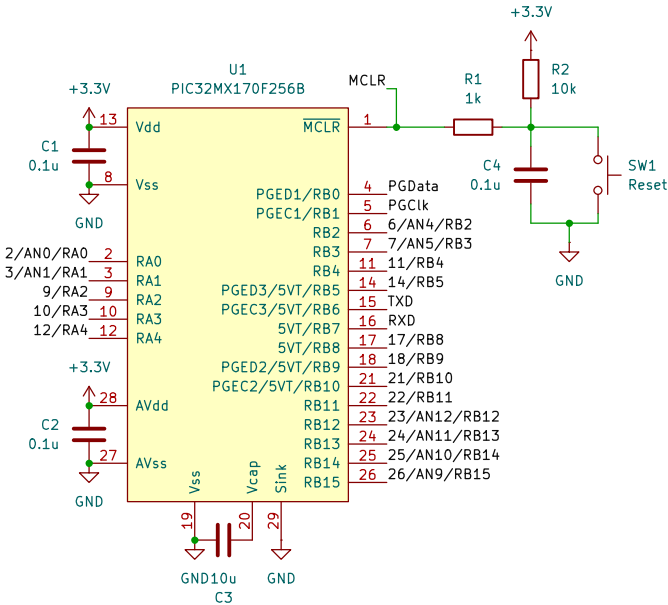 +3.3V
U1
PIC32MX170F256B
MCLR
R1
1k
R2
10k
+3.3V
13
Vdd
MCLR
1
C1
0.1u
C4
0.1u
SW1
Reset
8
Vss
GND
PGED1/RB0
4
PGData
PGEC1/RB1
5
PGClk
RB2
6
6/AN4/RB2
RB3
7
7/AN5/RB3
RB4
11
11/RB4
PGED3/5VT/RB5
14
14/RB5
PGEC3/5VT/RB6
15
TXD
5VT/RB7
16
RXD
5VT/RB8
17
17/RB8
PGED2/5VT/RB9
18
18/RB9
PGEC2/5VT/RB10
21
21/RB10
RB11
22
22/RB11
RB12
23
23/AN12/RB12
RB13
24
24/AN11/RB13
RB14
25
25/AN10/RB14
RB15
26
26/AN9/RB15
GND
2/AN0/RA0
2
RA0
3/AN1/RA1
3
RA1
9/RA2
9
RA2
10/RA3
10
RA3
12/RA4
12
RA4
+3.3V
28
AVdd
C2
0.1u
27
AVss
GND
Vss
19
Vcap
20
Sink
29
GND
10u
C3
GND